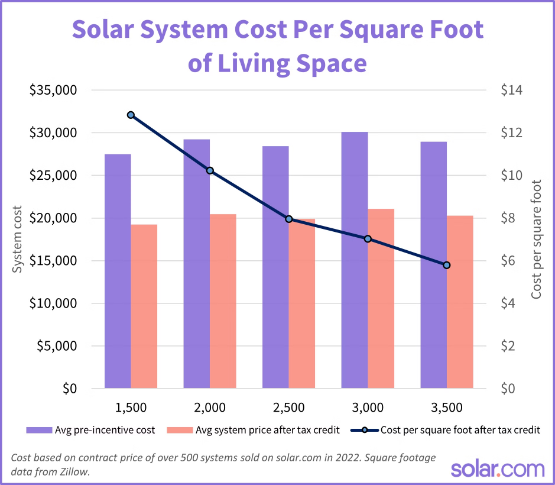 Solar System Cost Per Square Foot
of Living Space
$35,000
$30,000
$25,000
$20,000
$15,000
$10,000
$5,000
$0
System cost
$14
$12
$10
$8
$6
$4
$2
$0
Cost per square foot
1,500 2,000 2,500 3,000 3,500
Avg pre-incentive cost Avg system price after tax credit Cost per square foot after tax credit
Cost based on contract price of over 500 systems sold on solar.com in 2022. Square footage
data from Zillow.
solar.com